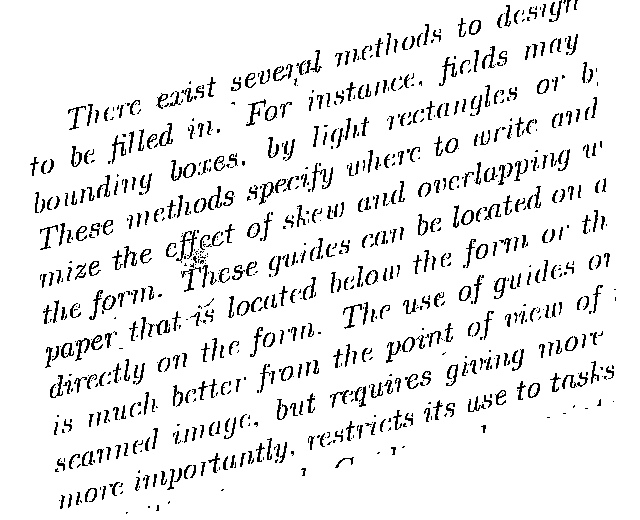 There exist several methods to design
to be filled in. For instance, fields may
bounding boxes, by light rectangles or
These methods specify where to write and
mize the effect of skew and overlapping
the form. These guides can be located on a
paper that is located below the form or
directly on the form. The use of guides on
is much better from the point of view of
scanned image, but requires giving more
more importantly, restricts its use to tasks